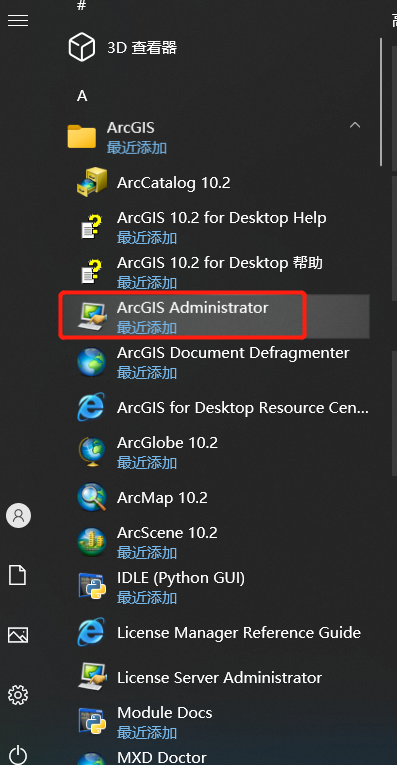 #
3D 查看器
A
ArcGIS
最近添加
ArcCatalog 10.2
ArcGIS 10.2 for Desktop Help
最近添加
ArcGIS 10.2 for Desktop 帮助
最近添加
ArcGIS Administrator
最近添加
ArcGIS Document Defragmenter
最近添加
ArcGIS for Desktop Resource Cen...
ArcGlobe 10.2
最近添加
ArcMap 10.2
ArcScene 10.2
最近添加
IDLE (Python GUI)
最近添加
License Manager Reference Guide
License Server Administrator
Module Docs
最近添加
MXD Doctor